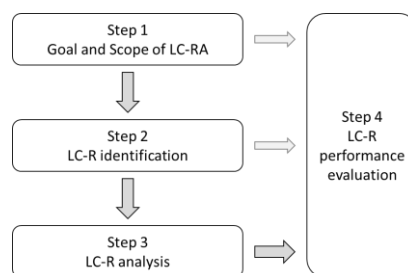 Step 1
Goal and Scope of LC-RA
Step 2
LC-R identification
Step 3
LC-R analysis
Step 4
LC-R
performance
evaluation